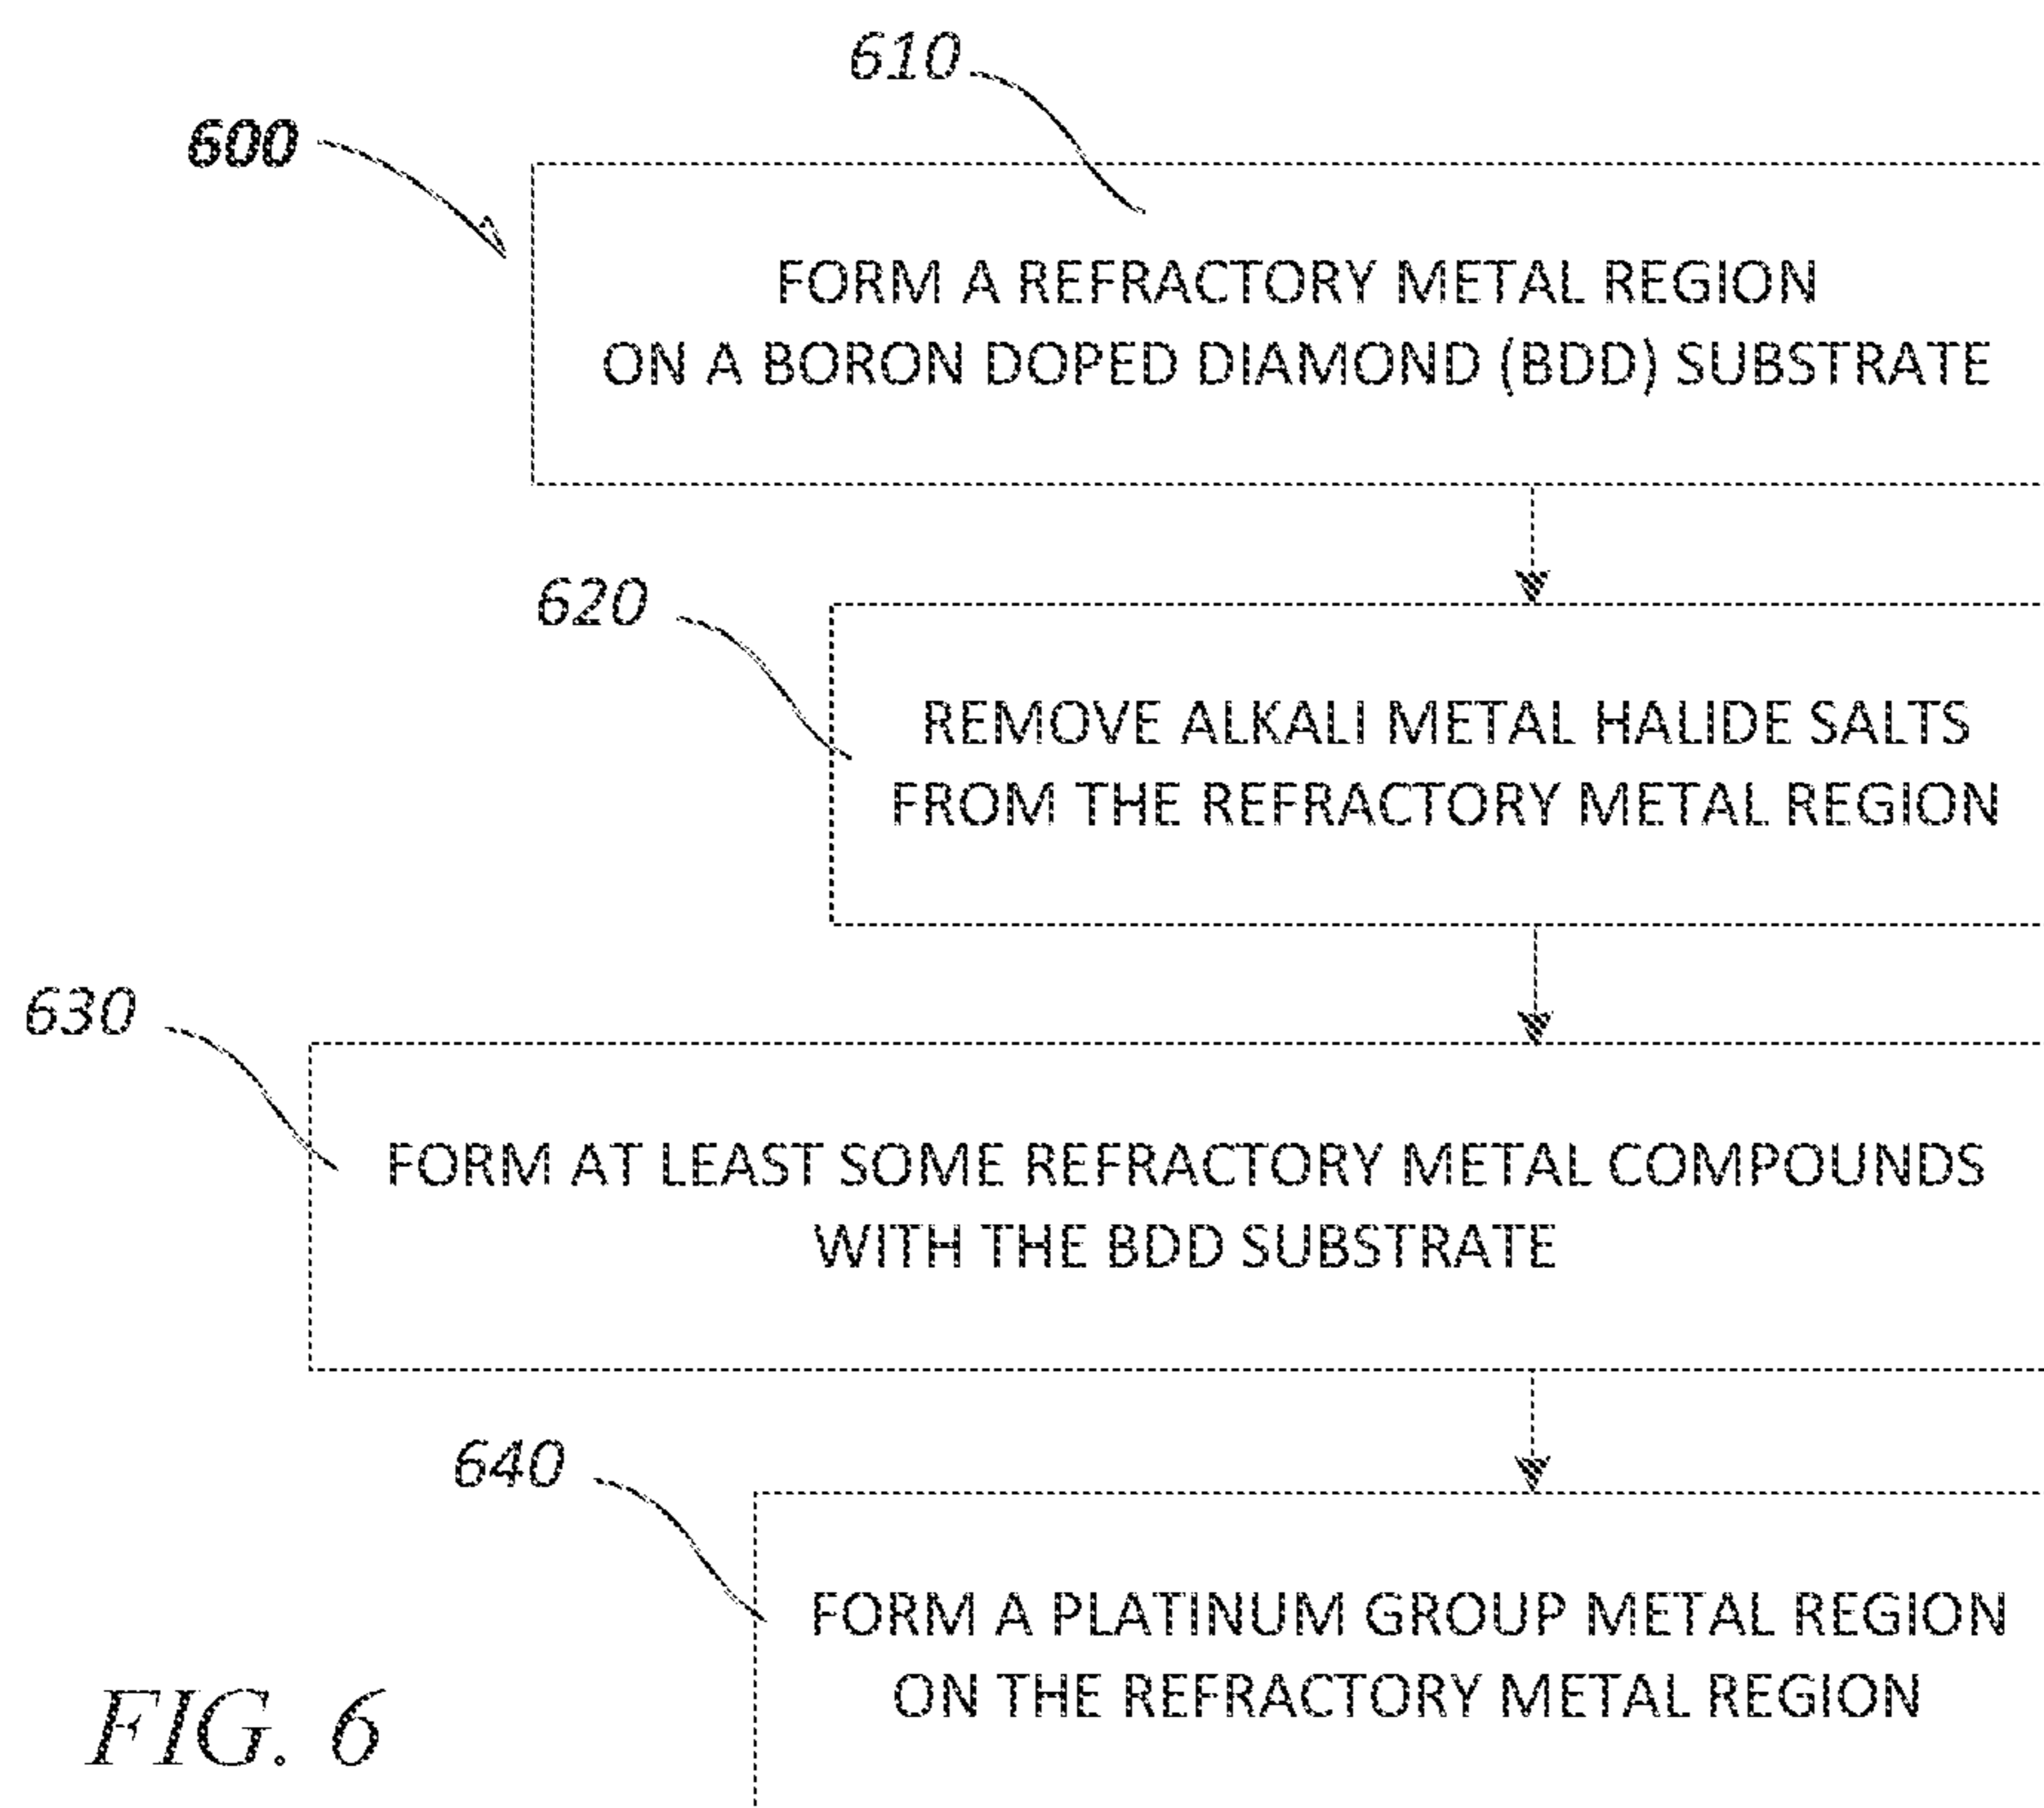 610
600
FORM A REFRACTORY METAL REGION
ON A BORON DOPED DIAMOND (BDD) SUBSTRATE
620
REMOVE ALKALI METAL HALIDE SALTS
FROM THE REFRACTORY METAL REGION
630
FORM AT LEAST SOME REFRACTORY METAL COMPOUNDS
WITH THE BDD SUBSTRATE
640
FORM A PLATINUM GROUP METAL REGION
ON THE REFRACTORY METAL REGION
FIG. 6